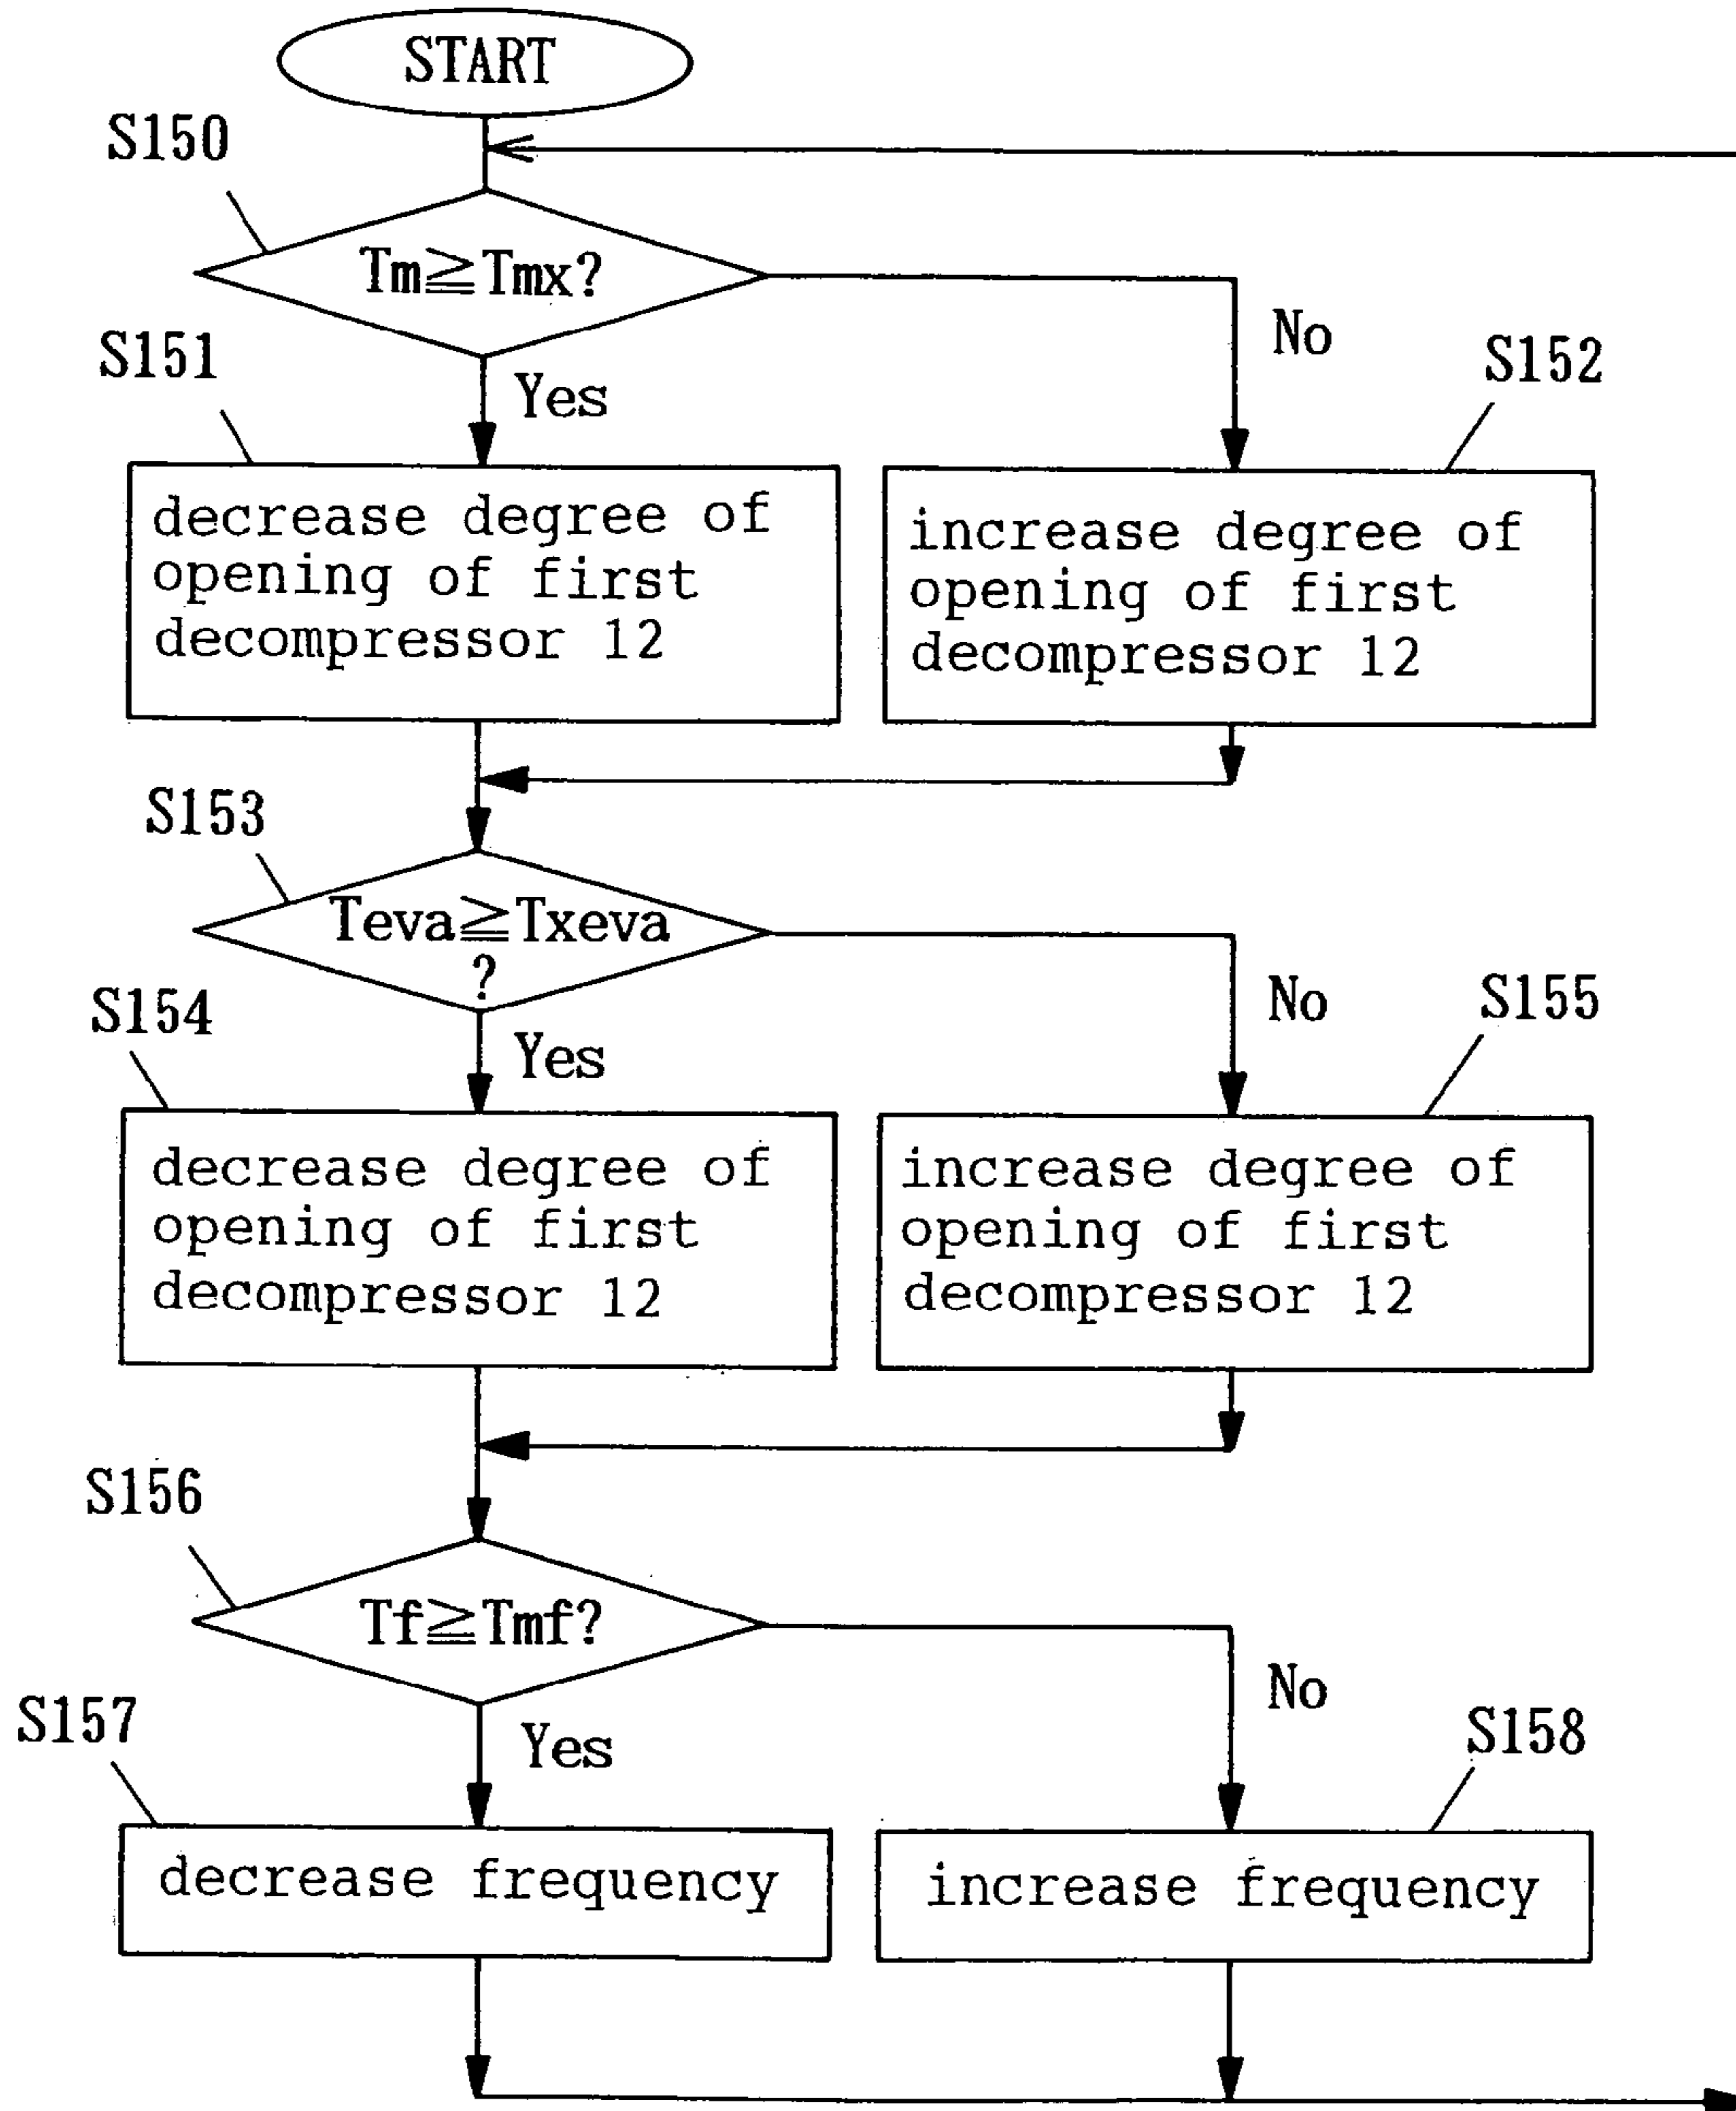 START
S150
Tm≧Tmx?
No
S151
Yes
S152
decrease degree of
opening of first
decompressor 12
increase degree of
opening of first
decompressor 12
S153
Teva≧Txeva
?
No
S154
Yes
S155
decrease degree of
opening of first
decompressor 12
increase degree of
opening of first
decompressor 12
S156
Tf≧Tmf?
No
S157
Yes
S158
decrease frequency
increase frequency